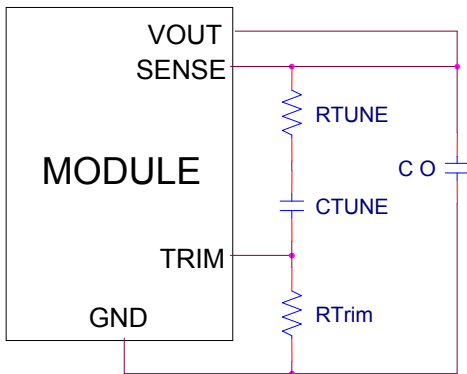 VOUT
SENSE
RTUNE
MODULE
C O
CTUNE
TRIM
GND
RTrim